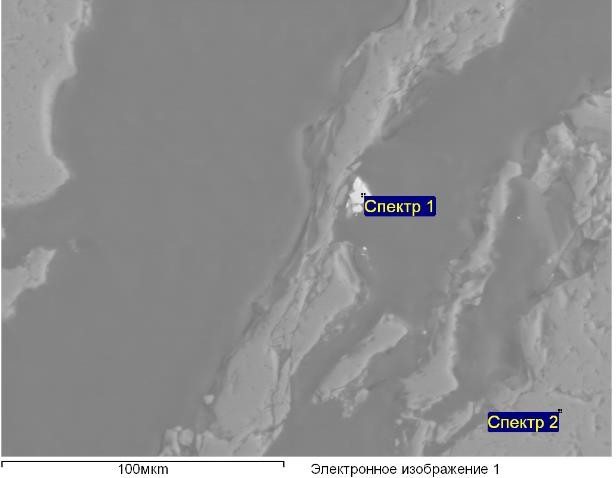 Спектр 1
Спектр 2
100мкm
Электронное изображение 1